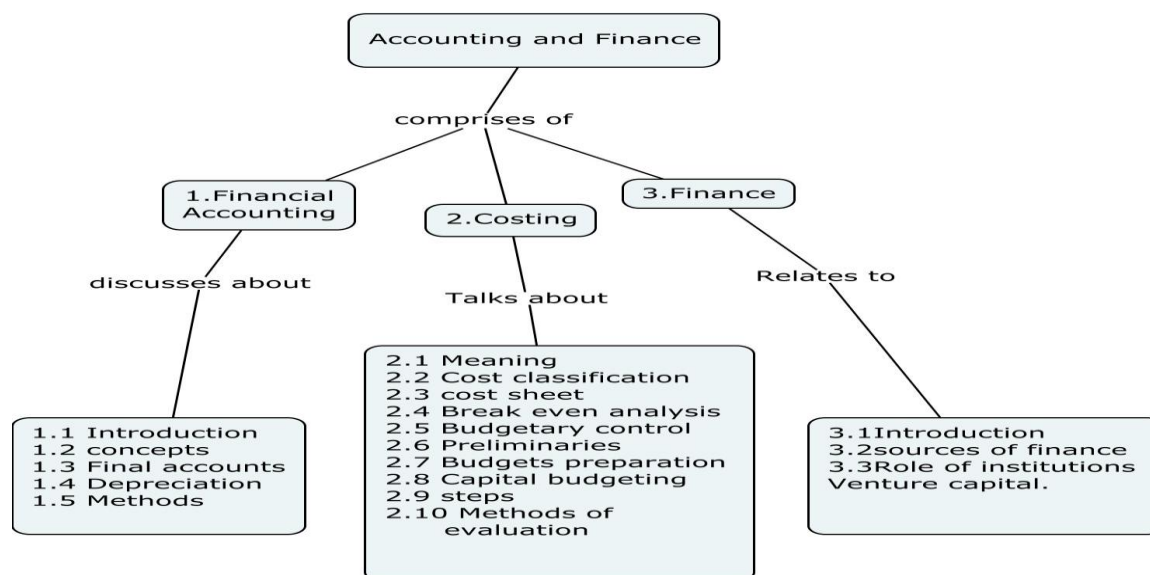 Accounting and Finance
comprises of
1.Financial
Accounting
2.Costing
3.Finance
discusses about
Talks about
Relates to
1.1 Introduction
1.2 concepts
1.3 Final accounts
1.4 Depreciation
1.5 Methods
2.1 Meaning
2.2 Cost classification
2.3 cost sheet
2.4 Break even analysis
2.5 Budgetary control
2.6 Preliminaries
2.7 Budgets preparation
2.8 Capital budgeting
2.9 steps
2.10 Methods of
evaluation
3.1Introduction
3.2sources of finance
3.3Role of institutions
Venture capital.